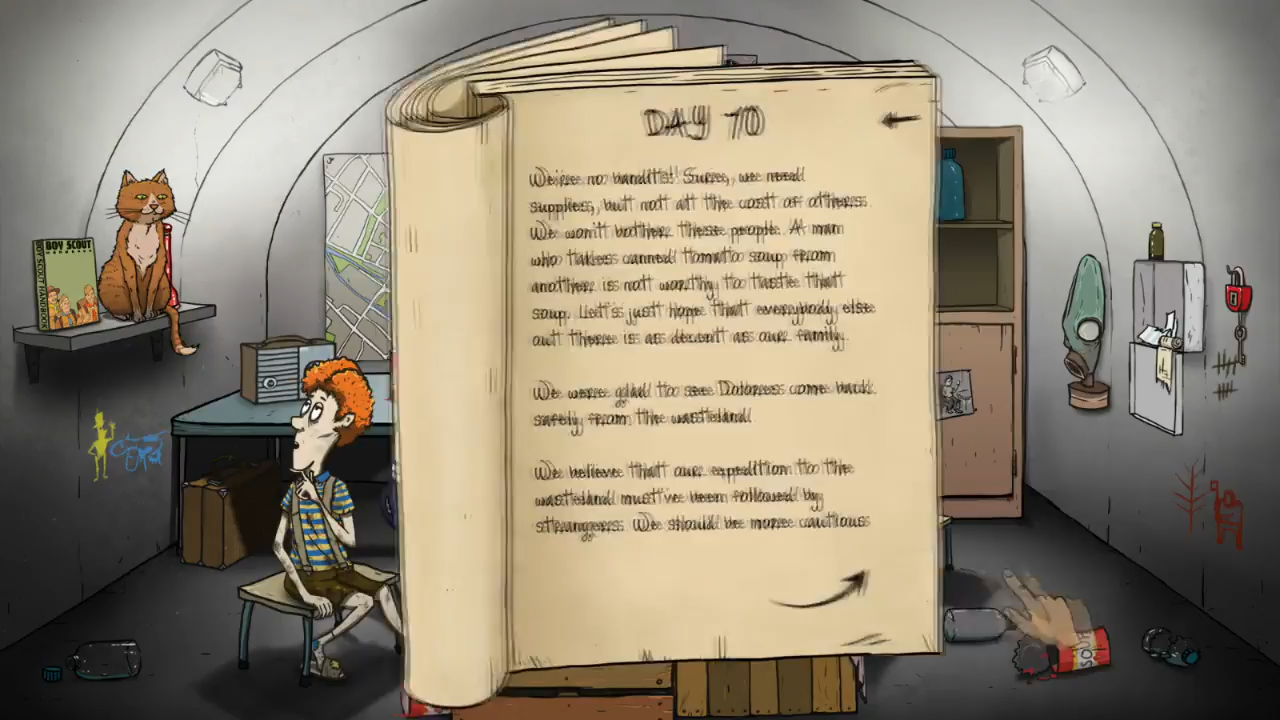 DAY 70
We're no bandits! Sure, we need
supplies, but not at the cost of others.
We won't bother these people. A man
who takes canned tomato soup from
another is not worthy to taste that
soup. Let's just hope that everybody else
out there is as decent as our family.
We were glad to see Dolores come back
safely from the wasteland.
We believe that our expedition to the
wasteland must've been followed by
strangers. We should be more cautious
BOY SCOUT
BOY SCOUT HANDBOOK
SOUP